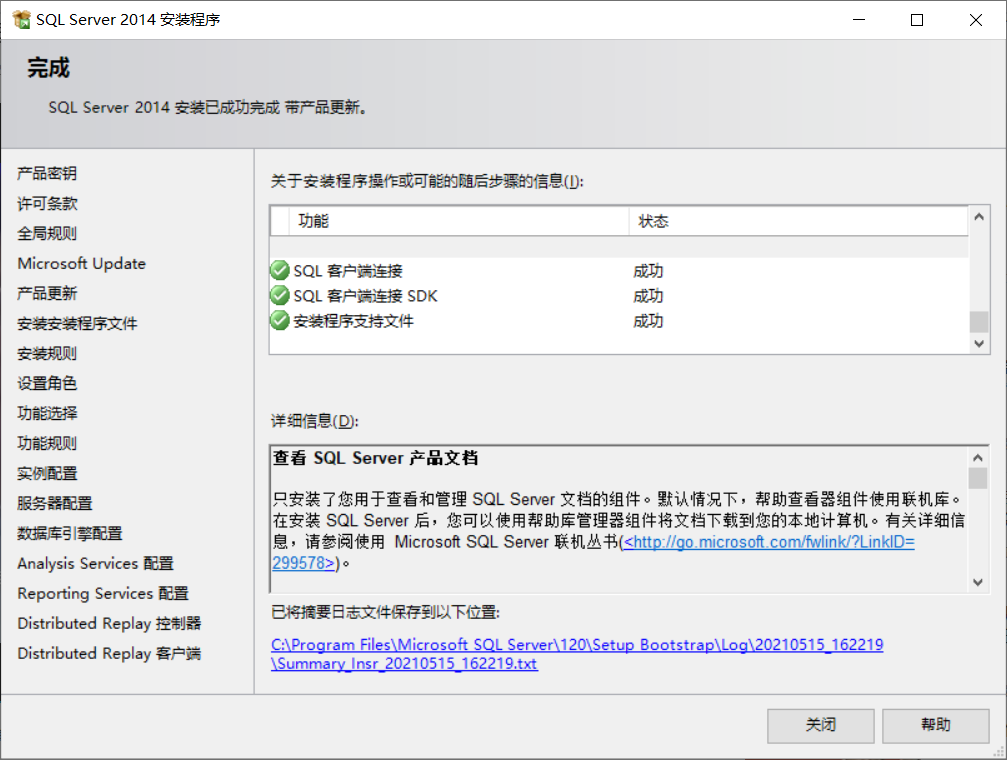 SQL Server 2014 安装程序
完成
SQL Server 2014 安装已成功完成 带产品更新。
产品密钥
许可条款
全局规则
Microsoft Update
产品更新
安装安装程序文件
安装规则
设置角色
功能选择
功能规则
实例配置
服务器配置
数据库引擎配置
Analysis Services 配置
Reporting Services 配置
Distributed Replay 控制器
Distributed Replay 客户端
关于安装程序操作或可能的随后步骤的信息(I):
功能 状态
SQL 客户端连接 成功
SQL 客户端连接 SDK 成功
安装程序支持文件 成功
详细信息(D):
查看 SQL Server 产品文档
只安装了您用于查看和管理 SQL Server 文档的组件。默认情况下，帮助查看器组件使用联机库。
在安装 SQL Server 后，您可以使用帮助库管理器组件将文档下载到您的本地计算机。有关详细信
息，请参阅使用 Microsoft SQL Server 联机丛书(<http://go.microsoft.com/fwlink/?LinkID=
299578>)。
已将摘要日志文件保存到以下位置:
C:\Program Files\Microsoft SQL Server\120\Setup Bootstrap\Log\20210515_162219
\Summary_Insr_20210515_162219.txt
关闭 帮助